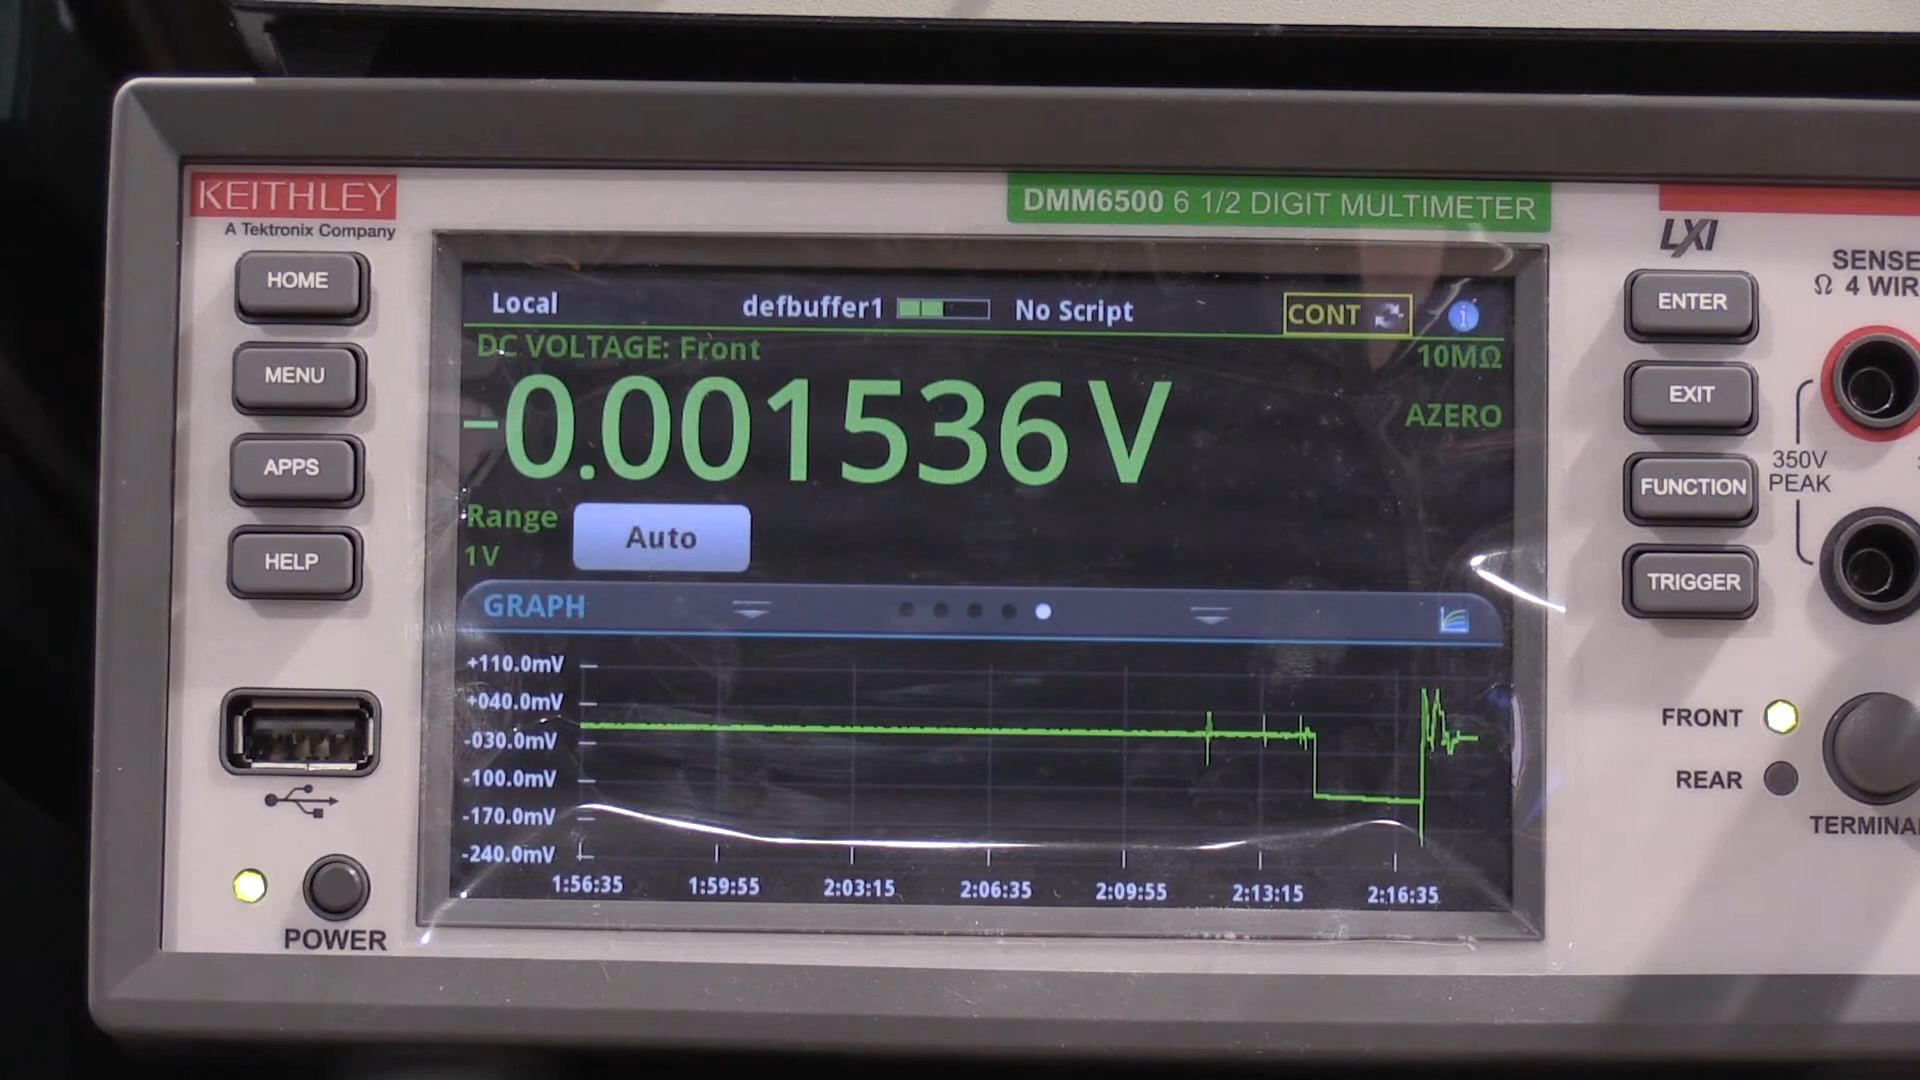 KEITHLEY
A Tektronix Company
DMM6500 6 1/2 DIGIT MULTIMETER
LXI
HOME
MENU
APPS
HELP
POWER
Local defbuffer1 No Script CONT i
DC VOLTAGE: Front 10MΩ
-0.001536 V AZERO
Range Auto
1V
GRAPH
+110.0mV
+040.0mV
-030.0mV
-100.0mV
-170.0mV
-240.0mV
1:56:35 1:59:55 2:03:15 2:06:35 2:09:55 2:13:15 2:16:35
ENTER
EXIT
FUNCTION
TRIGGER
SENSE
Ω 4 WIR
350V
PEAK
FRONT
REAR
TERMINA